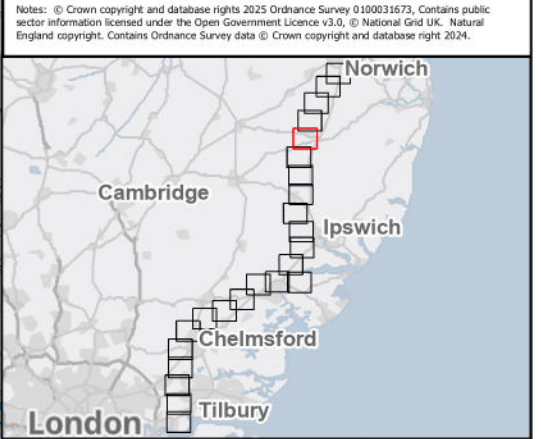 Notes: © Crown copyright and database rights 2025 Ordnance Survey 0100031673, Contains public
sector information licensed under the Open Government Licence v3.0, © National Grid UK. Natural
England copyright. Contains Ordnance Survey data © Crown copyright and database right 2024.
Norwich
Cambridge
Ipswich
Chelmsford
Tilbury
London